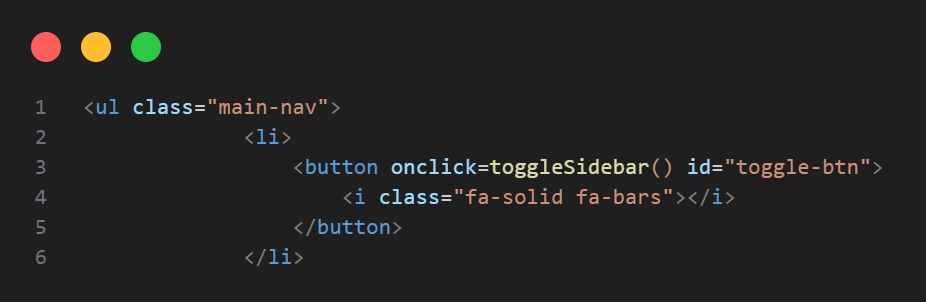 1 <ul class="main-nav">
2 <li>
3 <button onclick=toggleSidebar() id="toggle-btn">
4 <i class="fa-solid fa-bars"></i>
5 </button>
6 </li>